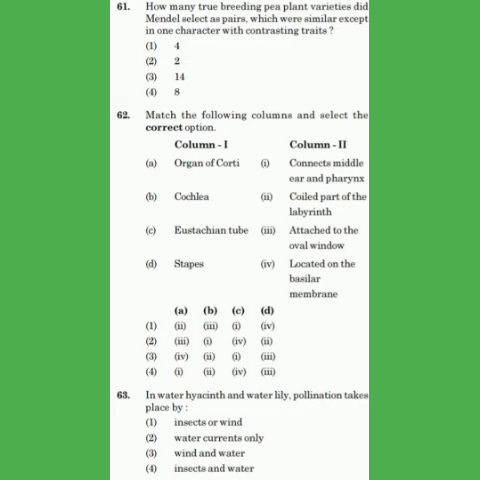 61. How many true breeding pea plant varieties did
Mendel select as pairs, which were similar except
in one character with contrasting traits ?
(1) 4
(2) 2
(3) 14
(4) 8
62. Match the following columns and select the
correct option.
Column - I Column - II
(a) Organ of Corti (i) Connects middle
ear and pharynx
(b) Cochlea (ii) Coiled part of the
labyrinth
(c) Eustachian tube (iii) Attached to the
oval window
(d) Stapes (iv) Located on the
basilar
membrane
(a) (b) (c) (d)
(1) (ii) (iii) (i) (iv)
(2) (iii) (i) (iv) (ii)
(3) (iv) (ii) (i) (iii)
(4) (i) (ii) (iv) (iii)
63. In water hyacinth and water lily, pollination takes
place by :
(1) insects or wind
(2) water currents only
(3) wind and water
(4) insects and water